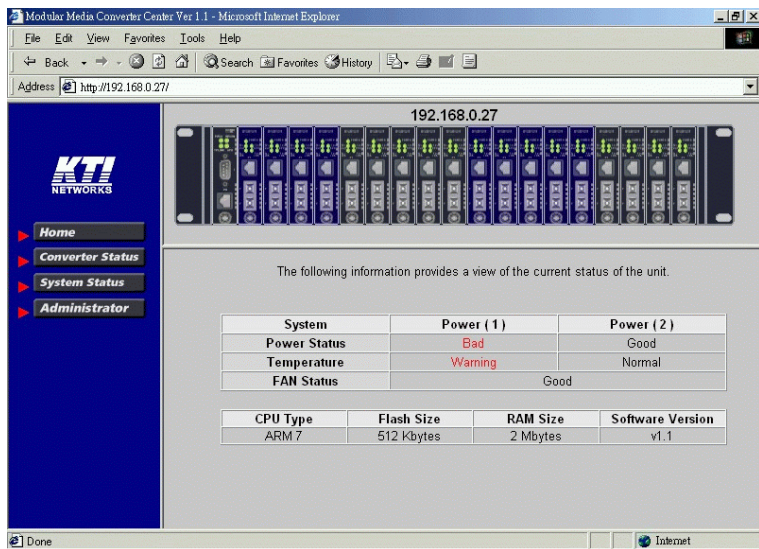 Modular Media Converter Center Ver 1.1 - Microsoft Internet Explorer
File Edit View Favorites Tools Help
Back Search Favorites History
Address http://192.168.0.27/
192.168.0.27
KTI
NETWORKS
Home
Converter Status
System Status
Administrator
The following information provides a view of the current status of the unit.
System Power ( 1 ) Power ( 2 )
Power Status Bad Good
Temperature Warning Normal
FAN Status Good
CPU Type Flash Size RAM Size Software Version
ARM 7 512 Kbytes 2 Mbytes v1.1
Done Internet